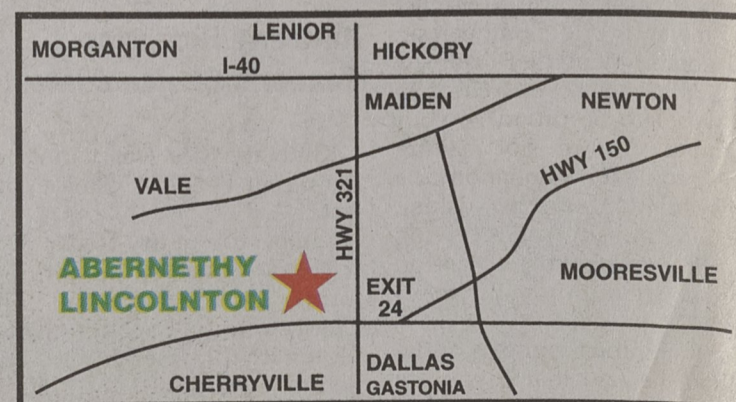 LENIOR
MORGANTON
HICKORY
I-40
MAIDEN
NEWTON
HWY 150
VALE
HWY 321
ABERNETHY
LINCOLNTON
EXIT
24
MOORESVILLE
DALLAS
GASTONIA
CHERRYVILLE